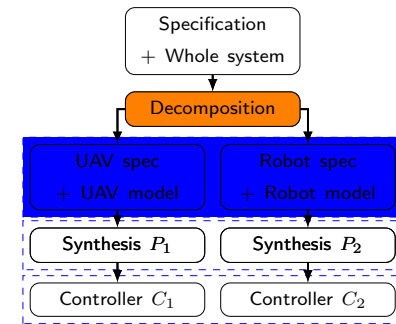 Specification
+ Whole system
Decomposition
UAV spec
+ UAV model
Robot spec
+ Robot model
Synthesis P₁
Synthesis P₂
Controller C₁
Controller C₂